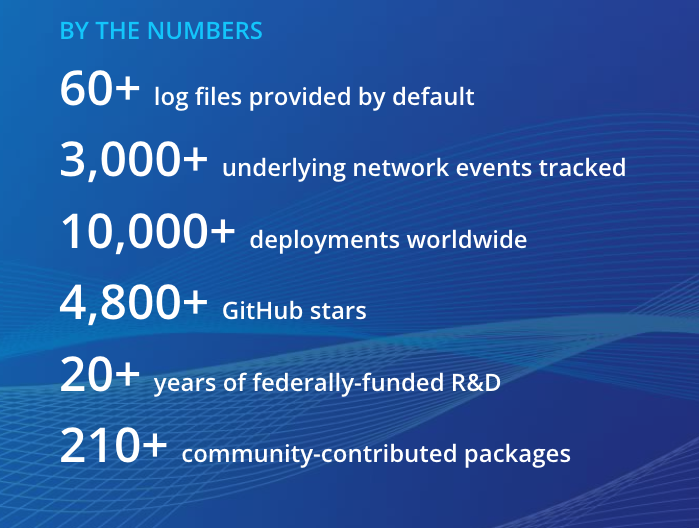 BY THE NUMBERS
60+ log files provided by default
3,000+ underlying network events tracked
10,000+ deployments worldwide
4,800+ GitHub stars
20+ years of federally-funded R&D
210+ community-contributed packages